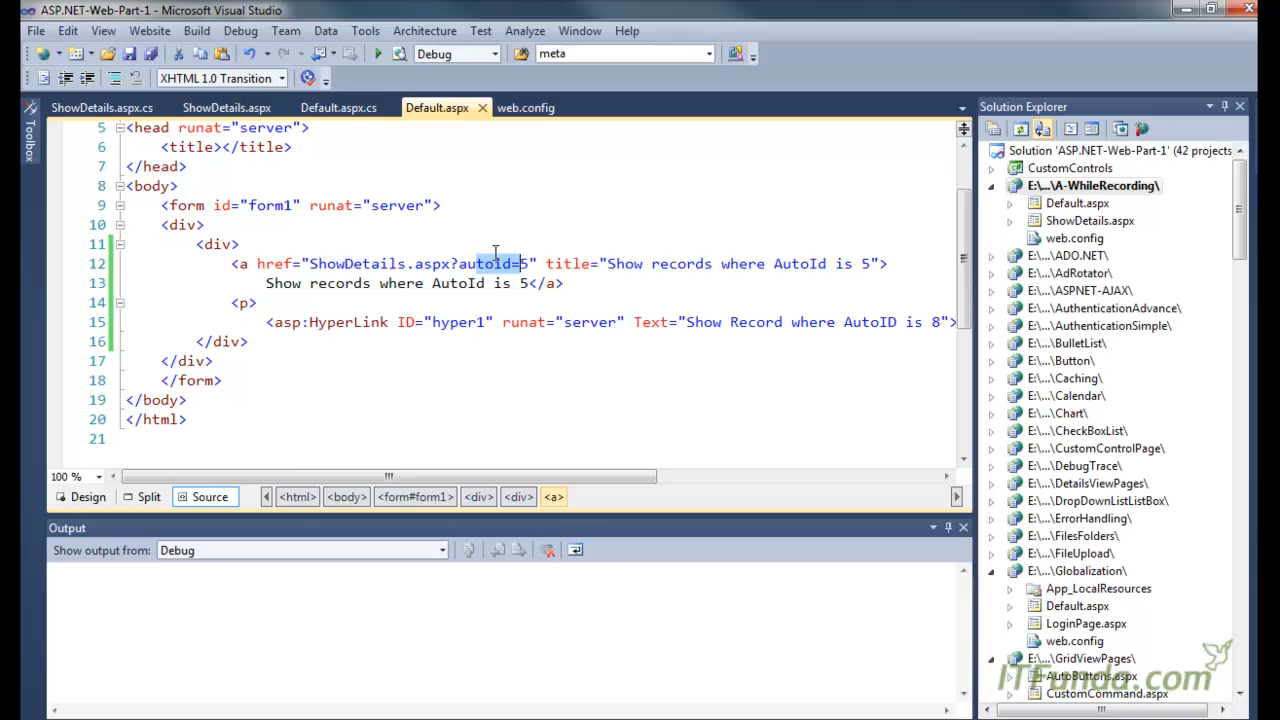 ASP.NET-Web-Part-1 - Microsoft Visual Studio
File Edit View Website Build Debug Team Data Tools Architecture Test Analyze Window Help
Debug meta
XHTML 1.0 Transition
ShowDetails.aspx.cs ShowDetails.aspx Default.aspx.cs Default.aspx web.config
Toolbox
5 <head runat="server">
6 <title></title>
7 </head>
8 <body>
9 <form id="form1" runat="server">
10 <div>
11 <div>
12 <a href="ShowDetails.aspx?autoid=5" title="Show records where AutoId is 5">
13 Show records where AutoId is 5</a>
14 <p>
15 <asp:HyperLink ID="hyper1" runat="server" Text="Show Record where AutoID is 8">
16 </div>
17 </div>
18 </form>
19 </body>
20 </html>
21
100 %
Design Split Source <html> <body> <form#form1> <div> <div> <a>
Output
Show output from: Debug
Solution Explorer
Solution 'ASP.NET-Web-Part-1' (42 projects
CustomControls
E:\...\A-WhileRecording\
Default.aspx
ShowDetails.aspx
web.config
E:\...\ADO.NET\
E:\...\AdRotator\
E:\...\ASPNET-AJAX\
E:\...\AuthenticationAdvance\
E:\...\AuthenticationSimple\
E:\...\BulletList\
E:\...\Button\
E:\...\Caching\
E:\...\Calendar\
E:\...\Chart\
E:\...\CheckBoxList\
E:\...\CustomControlPage\
E:\...\DebugTrace\
E:\...\DetailsViewPages\
E:\...\DropDownListListBox\
E:\...\ErrorHandling\
E:\...\FilesFolders\
E:\...\FileUpload\
E:\...\Globalization\
App_LocalResources
Default.aspx
LoginPage.aspx
web.config
E:\...\GridViewPages\
AutoButtons.aspx
CustomCommand.aspx
ITFunda.com